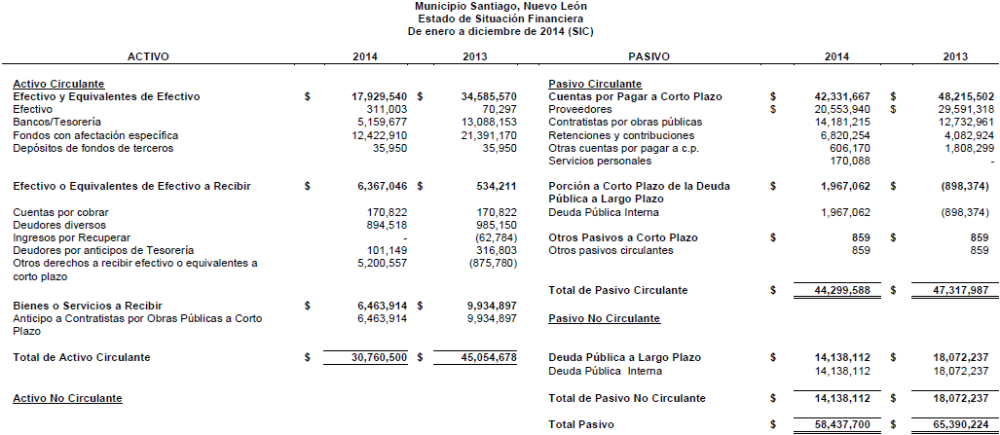 Municipio Santiago, Nuevo León
Estado de Situación Financiera
De enero a diciembre de 2014 (SIC)
ACTIVO 2014 2013 PASIVO 2014 2013
Activo Circulante Pasivo Circulante
Efectivo y Equivalentes de Efectivo $ 17,929,540 $ 34,585,570 Cuentas por Pagar a Corto Plazo $ 42,331,667 $ 48,215,502
Efectivo 311,003 70,297 Proveedores $ 20,553,940 $ 29,591,318
Bancos/Tesorería 5,159,677 13,088,153 Contratistas por obras públicas 14,181,215 12,732,961
Fondos con afectación específica 12,422,910 21,391,170 Retenciones y contribuciones 6,820,254 4,082,924
Depósitos de fondos de terceros 35,950 35,950 Otras cuentas por pagar a c.p. 606,170 1,808,299
Servicios personales 170,088 -
Efectivo o Equivalentes de Efectivo a Recibir $ 6,367,046 $ 534,211 Porción a Corto Plazo de la Deuda $ 1,967,062 $ (898,374)
Pública a Largo Plazo
Cuentas por cobrar 170,822 170,822 Deuda Pública Interna 1,967,062 (898,374)
Deudores diversos 894,518 985,150
Ingresos por Recuperar - (62,784) Otros Pasivos a Corto Plazo $ 859 $ 859
Deudores por anticipos de Tesorería 101,149 316,803 Otros pasivos circulantes 859 859
Otros derechos a recibir efectivo o equivalentes a 5,200,557 (875,780)
corto plazo
Total de Pasivo Circulante $ 44,299,588 $ 47,317,987
Bienes o Servicios a Recibir $ 6,463,914 $ 9,934,897
Anticipo a Contratistas por Obras Públicas a Corto 6,463,914 9,934,897 Pasivo No Circulante
Plazo
Total de Activo Circulante $ 30,760,500 $ 45,054,678 Deuda Pública a Largo Plazo $ 14,138,112 $ 18,072,237
Deuda Pública Interna 14,138,112 18,072,237
Activo No Circulante Total de Pasivo No Circulante $ 14,138,112 $ 18,072,237
Total Pasivo $ 58,437,700 $ 65,390,224